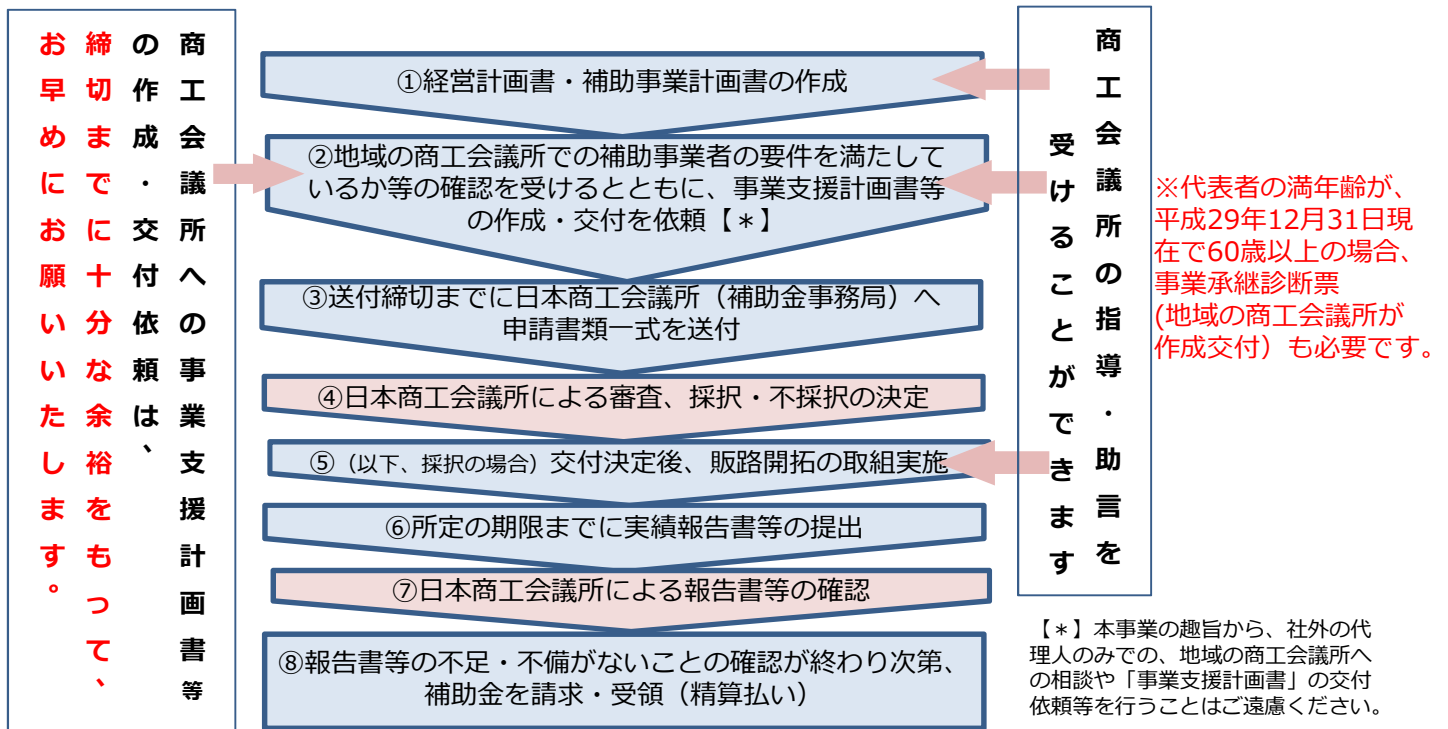 商工会議所への事業支援計画書等
の作成・交付依頼は、
締切までに十分な余裕をもって、
お早めにお願いいたします。
①経営計画書・補助事業計画書の作成
②地域の商工会議所での補助事業者の要件を満たして
いるか等の確認を受けるとともに、事業支援計画書等
の作成・交付を依頼【＊】
③送付締切までに日本商工会議所（補助金事務局）へ
申請書類一式を送付
④日本商工会議所による審査、採択・不採択の決定
⑤（以下、採択の場合）交付決定後、販路開拓の取組実施
⑥所定の期限までに実績報告書等の提出
⑦日本商工会議所による報告書等の確認
⑧報告書等の不足・不備がないことの確認が終わり次第、
補助金を請求・受領（精算払い）
商工会議所の指導・助言を
受けることができます
※代表者の満年齢が、
平成29年12月31日現
在で60歳以上の場合、
事業承継診断票
(地域の商工会議所が
作成交付）も必要です。
【＊】本事業の趣旨から、社外の代
理人のみでの、地域の商工会議所へ
の相談や「事業支援計画書」の交付
依頼等を行うことはご遠慮ください。